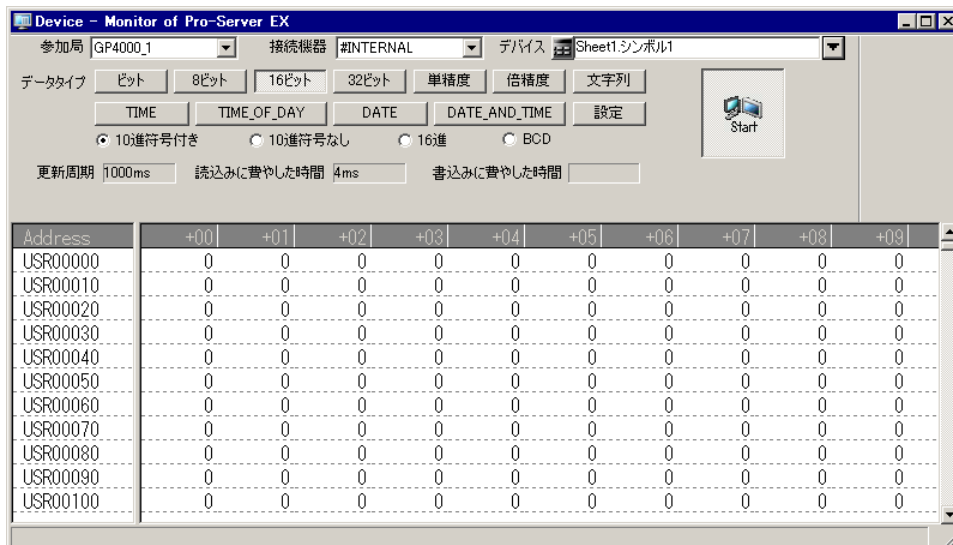 Device - Monitor of Pro-Server EX
参加局 GP4000_1 接続機器 #INTERNAL デバイス Sheet1.シンボル1
データタイプ ビット 8ビット 16ビット 32ビット 単精度 倍精度 文字列
TIME TIME_OF_DAY DATE DATE_AND_TIME 設定
Start
10進符号付き 10進符号なし 16進 BCD
更新周期 1000ms 読込みに費やした時間 4ms 書込みに費やした時間
Address +00 +01 +02 +03 +04 +05 +06 +07 +08 +09
USR00000 0 0 0 0 0 0 0 0 0 0
USR00010 0 0 0 0 0 0 0 0 0 0
USR00020 0 0 0 0 0 0 0 0 0 0
USR00030 0 0 0 0 0 0 0 0 0 0
USR00040 0 0 0 0 0 0 0 0 0 0
USR00050 0 0 0 0 0 0 0 0 0 0
USR00060 0 0 0 0 0 0 0 0 0 0
USR00070 0 0 0 0 0 0 0 0 0 0
USR00080 0 0 0 0 0 0 0 0 0 0
USR00090 0 0 0 0 0 0 0 0 0 0
USR00100 0 0 0 0 0 0 0 0 0 0